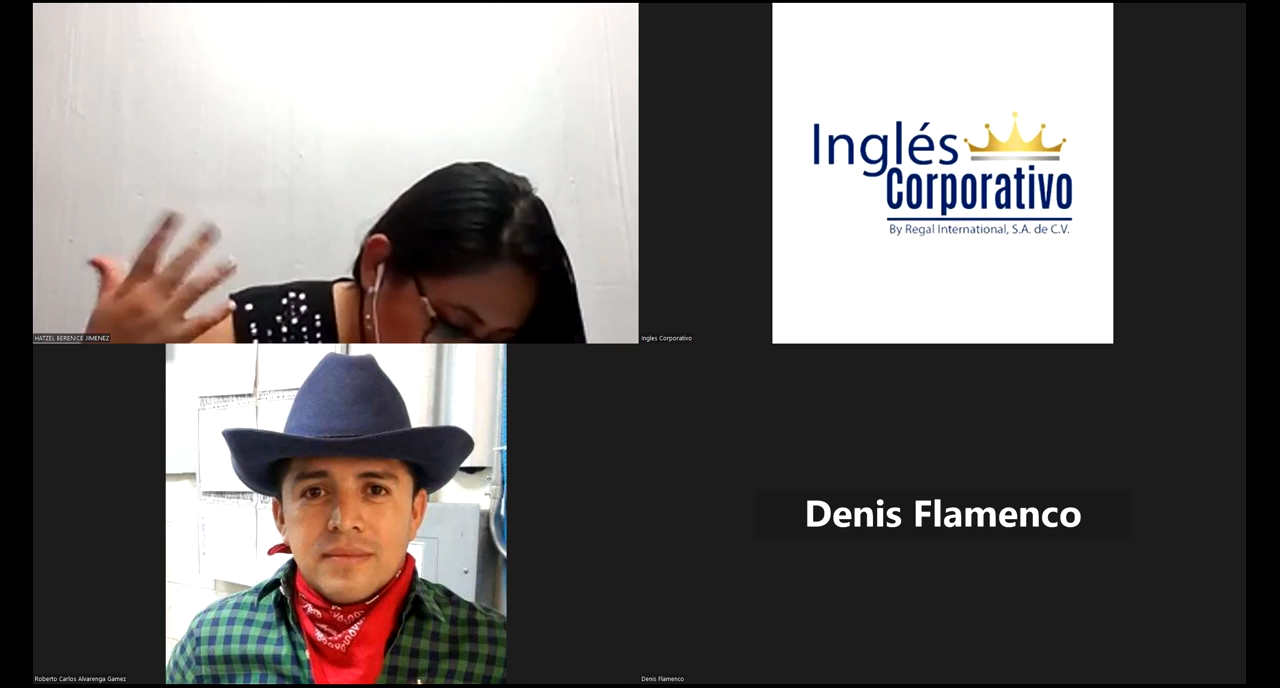 Inglés
Corporativo
By Regal International, S.A. de C.V.
HATZEL BERENICE JIMENEZ
Ingles Corporativo
Denis Flamenco
Roberto Carlos Alvarenga Gamez
Denis Flamenco